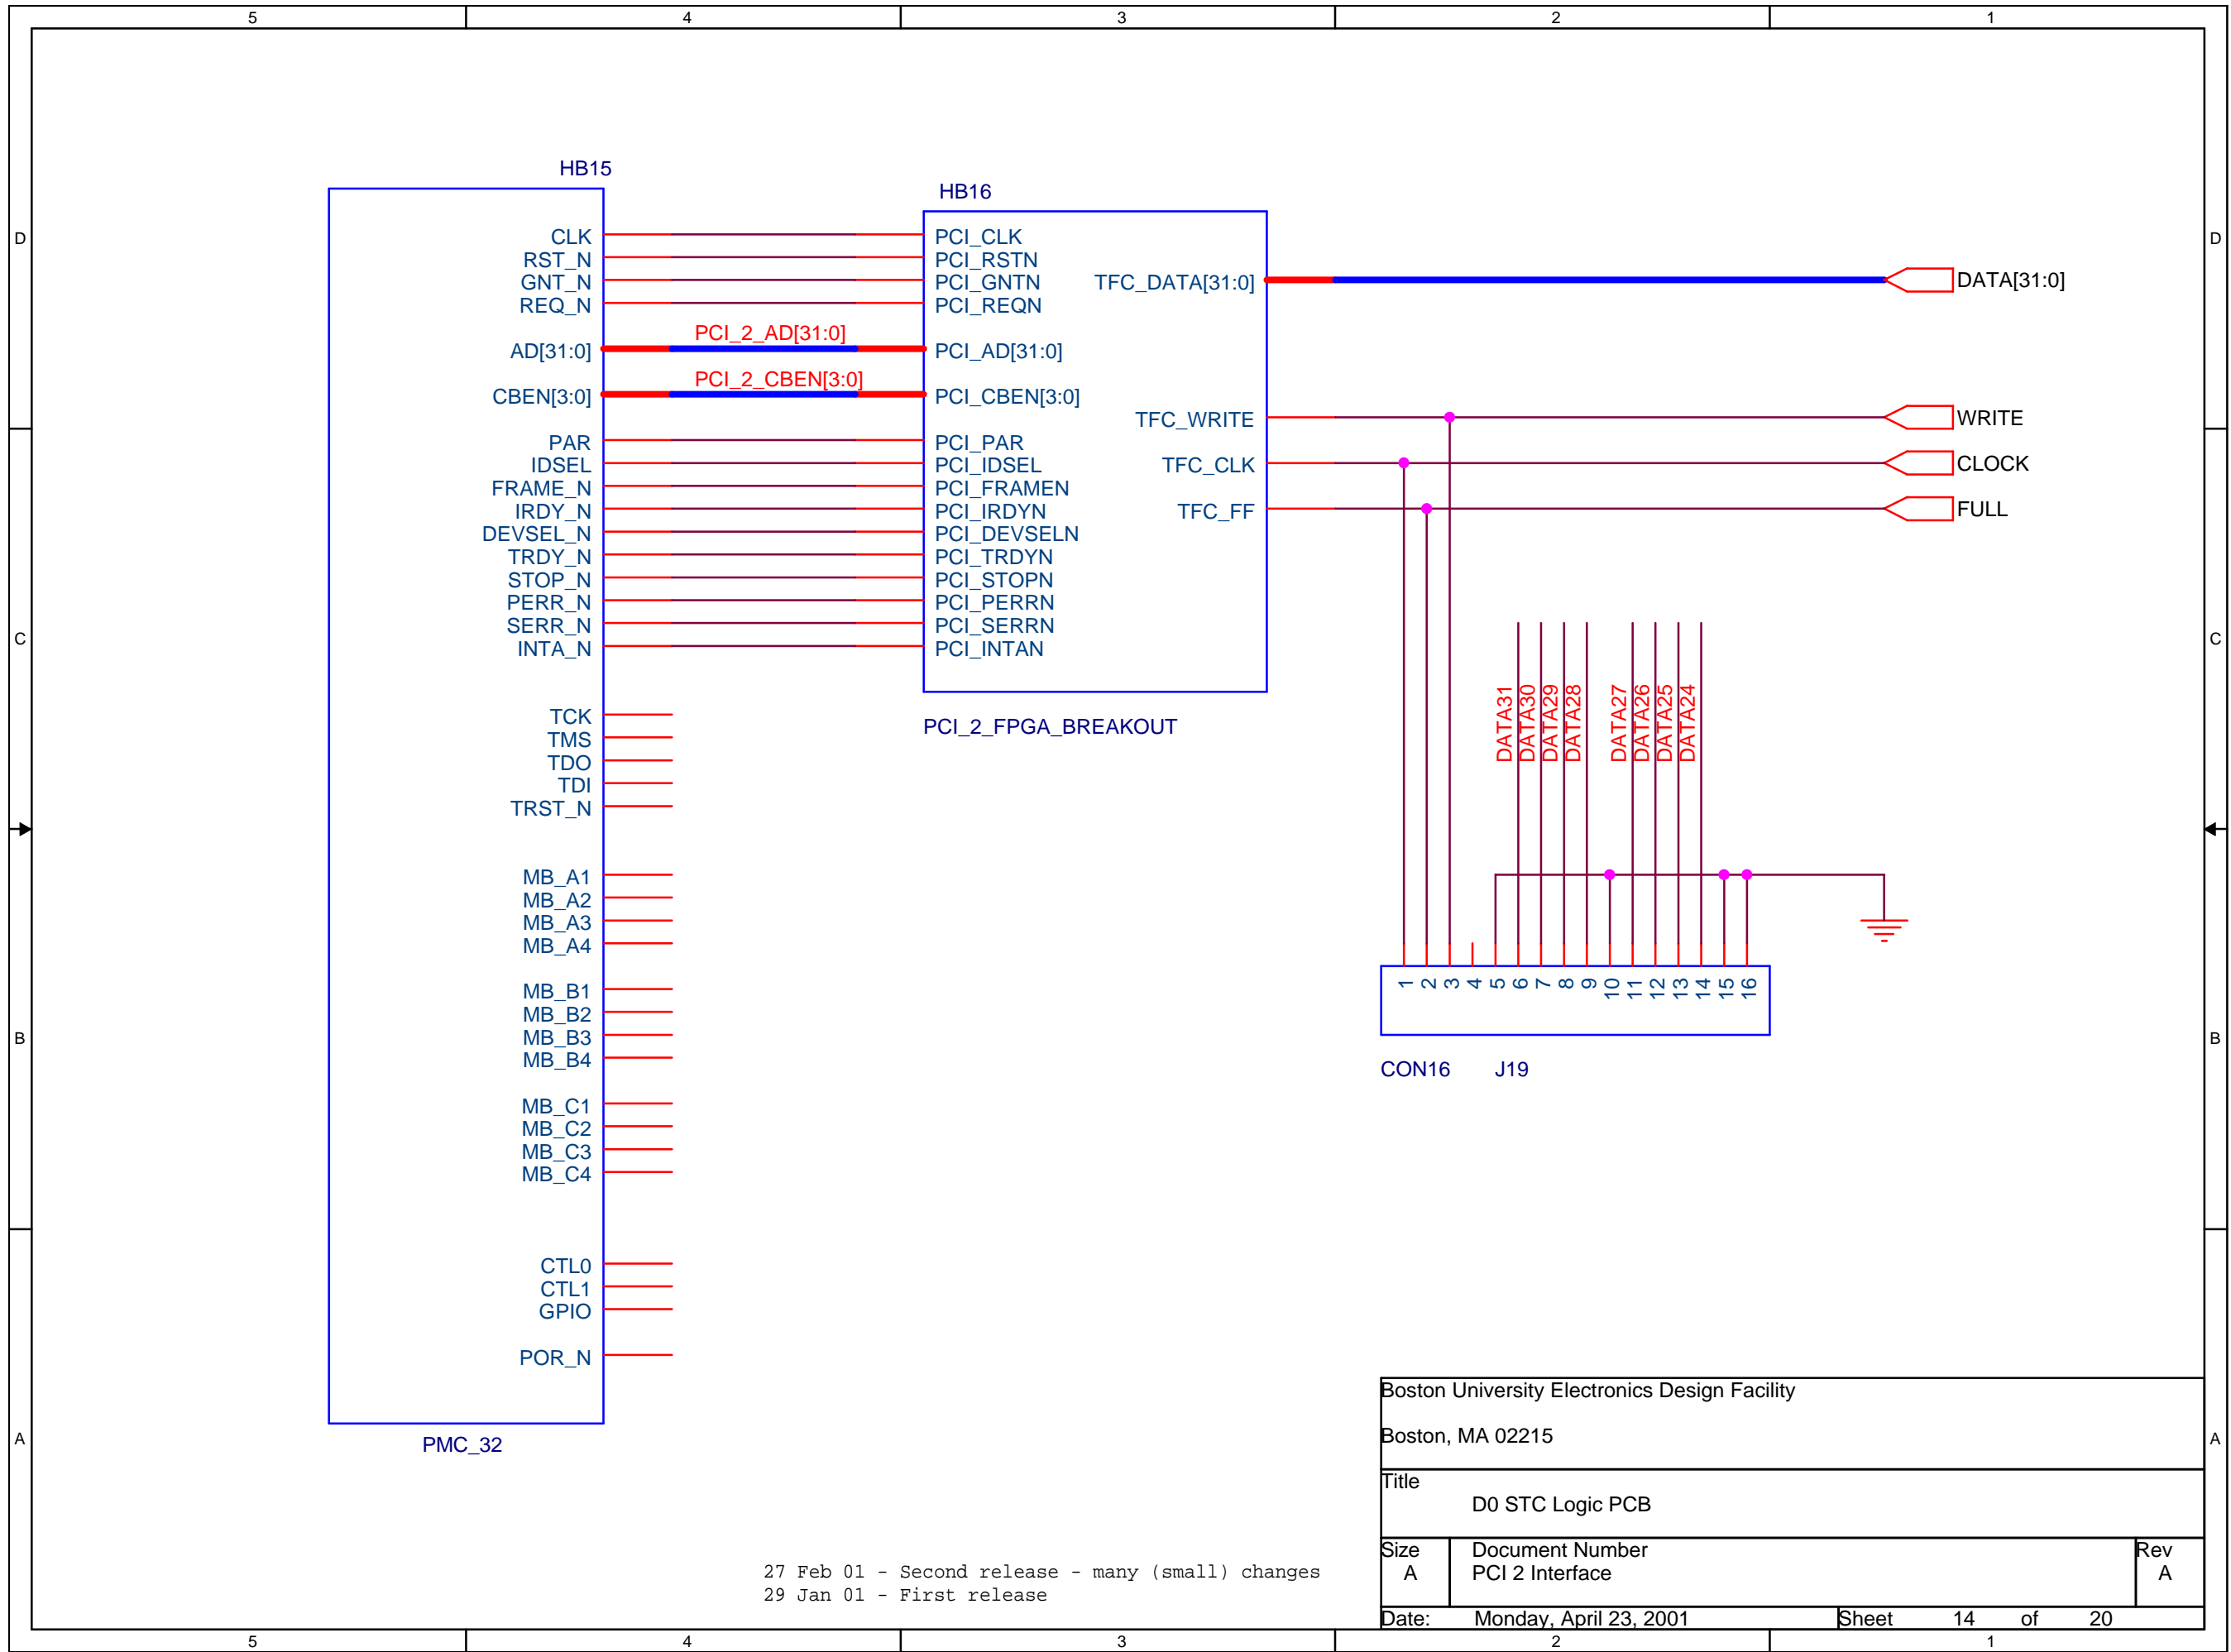 5 4 3 2 1
HB15
HB16
D
D
CLK
RST_N
GNT_N
REQ_N
AD[31:0]
CBEN[3:0]
PAR
IDSEL
FRAME_N
IRDY_N
DEVSEL_N
TRDY_N
STOP_N
PERR_N
SERR_N
INTA_N
TCK
TMS
TDO
TDI
TRST_N
MB_A1
MB_A2
MB_A3
MB_A4
MB_B1
MB_B2
MB_B3
MB_B4
MB_C1
MB_C2
MB_C3
MB_C4
CTL0
CTL1
GPIO
POR_N
PMC_32
PCI_2_AD[31:0]
PCI_2_CBEN[3:0]
PCI_CLK
PCI_RSTN
PCI_GNTN
PCI_REQN
PCI_AD[31:0]
PCI_CBEN[3:0]
PCI_PAR
PCI_IDSEL
PCI_FRAMEN
PCI_IRDYN
PCI_DEVSELN
PCI_TRDYN
PCI_STOPN
PCI_PERRN
PCI_SERRN
PCI_INTAN
PCI_2_FPGA_BREAKOUT
TFC_DATA[31:0]
TFC_WRITE
TFC_CLK
TFC_FF
DATA[31:0]
WRITE
CLOCK
FULL
C
C
DATA31
DATA30
DATA29
DATA28
DATA27
DATA26
DATA25
DATA24
1 2 3 4 5 6 7 8 9 10 11 12 13 14 15 16
CON16 J19
B
B
A
A
27 Feb 01 - Second release - many (small) changes
29 Jan 01 - First release
Boston University Electronics Design Facility
Boston, MA 02215
Title
D0 STC Logic PCB
Size
A
Document Number
PCI 2 Interface
Rev
A
Date: Monday, April 23, 2001 Sheet 14 of 20
5 4 3 2 1